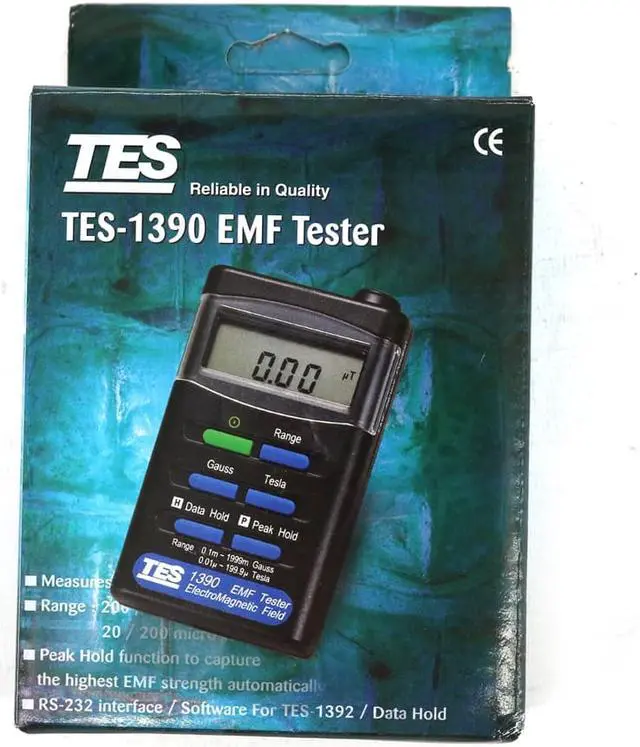 CE
TES
Reliable in Quality
TES-1390 EMF Tester
0.00 µT
Range
Gauss
Tesla
H Data Hold
P Peak Hold
Range 0.1m~1999m Gauss
0.01µ~199.9µ Tesla
TES 1390 EMF Tester
ElectroMagnetic Field
■ Measures
■ Range : 200
20 / 200 micro
■ Peak Hold function to capture
the highest EMF strength automatically
■ RS-232 interface / Software For TES-1392 / Data Hold